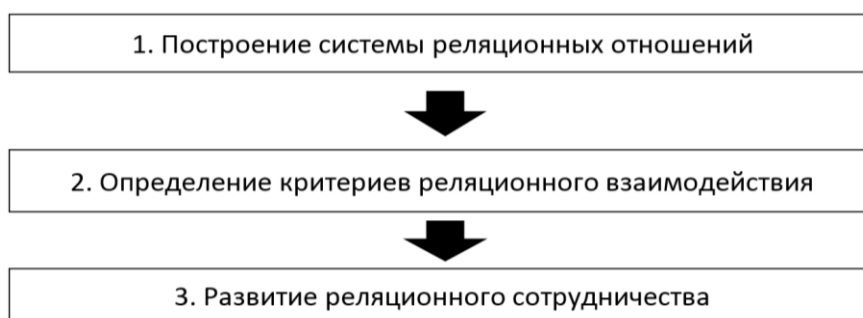 1. Построение системы реляционных отношений
2. Определение критериев реляционного взаимодействия
3. Развитие реляционного сотрудничества